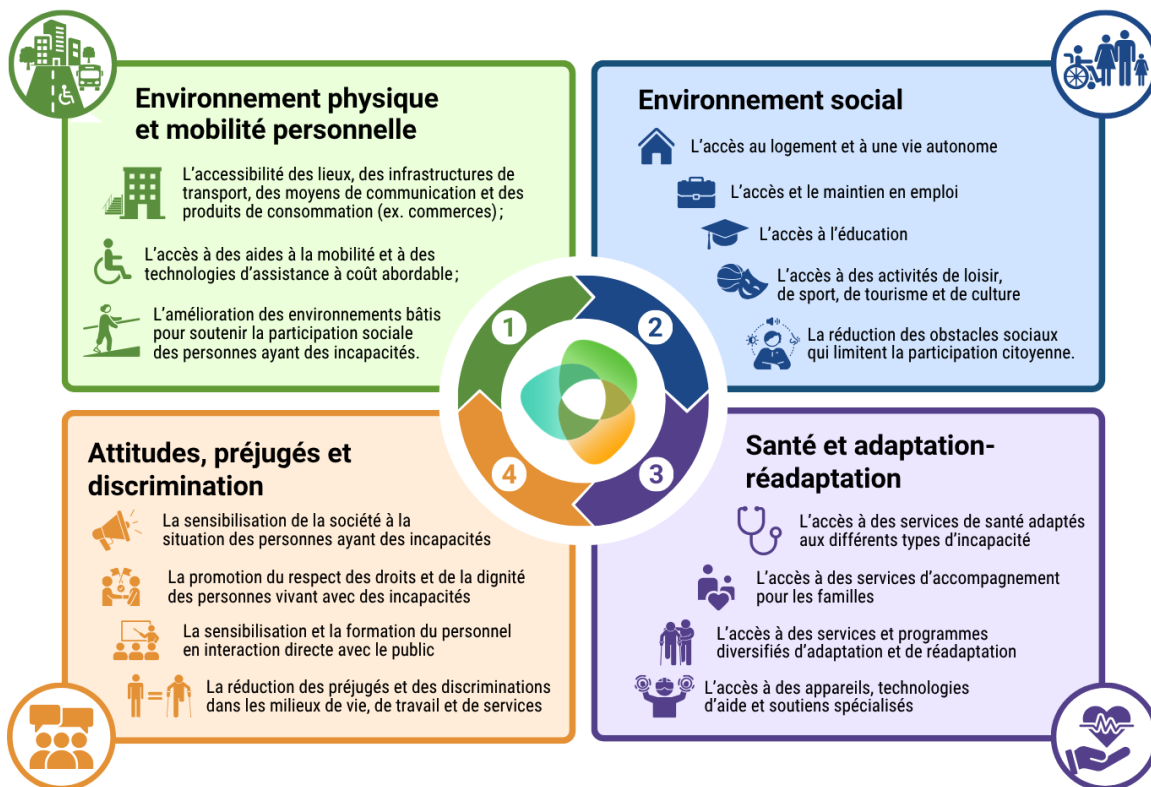 Environnement physique
et mobilité personnelle
L'accessibilité des lieux, des infrastructures de
transport, des moyens de communication et des
produits de consommation (ex. commerces) ;
L'accès à des aides à la mobilité et à des
technologies d'assistance à coût abordable ;
L'amélioration des environnements bâtis
pour soutenir la participation sociale
des personnes ayant des incapacités.
Environnement social
L'accès au logement et à une vie autonome
L'accès et le maintien en emploi
L'accès à l'éducation
L'accès à des activités de loisir,
de sport, de tourisme et de culture
La réduction des obstacles sociaux
qui limitent la participation citoyenne.
1
2
3
4
Santé et adaptation-
réadaptation
L'accès à des services de santé adaptés
aux différents types d'incapacité
L'accès à des services d'accompagnement
pour les familles
L'accès à des services et programmes
diversifiés d'adaptation et de réadaptation
L'accès à des appareils, technologies
d'aide et soutiens spécialisés
Attitudes, préjugés et
discrimination
La sensibilisation de la société à la
situation des personnes ayant des incapacités
La promotion du respect des droits et de la dignité
des personnes vivant avec des incapacités
La sensibilisation et la formation du personnel
en interaction directe avec le public
La réduction des préjugés et des discriminations
dans les milieux de vie, de travail et de services